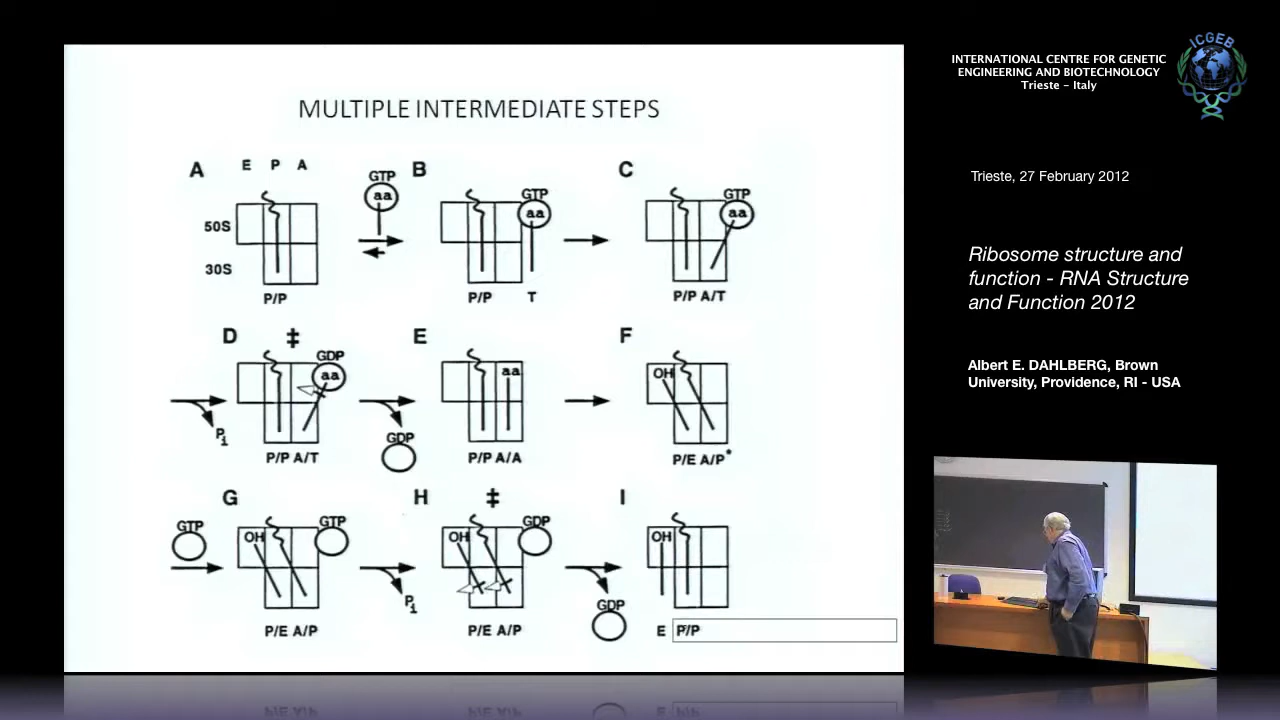 MULTIPLE INTERMEDIATE STEPS
A E P A
50S
30S
P/P
GTP
aa
B
GTP
aa
P/P T
C
GTP
aa
P/P A/T
D ‡
GDP
aa
P/P A/T
Pi
GDP
E
aa
P/P A/A
F
OH
P/E A/P*
GTP
G
OH
GTP
P/E A/P
Pi
H ‡
OH
GDP
P/E A/P
GDP
I
OH
E P/P
ICGEB
INTERNATIONAL CENTRE FOR GENETIC
ENGINEERING AND BIOTECHNOLOGY
Trieste - Italy
Trieste, 27 February 2012
Ribosome structure and
function - RNA Structure
and Function 2012
Albert E. DAHLBERG, Brown
University, Providence, RI - USA